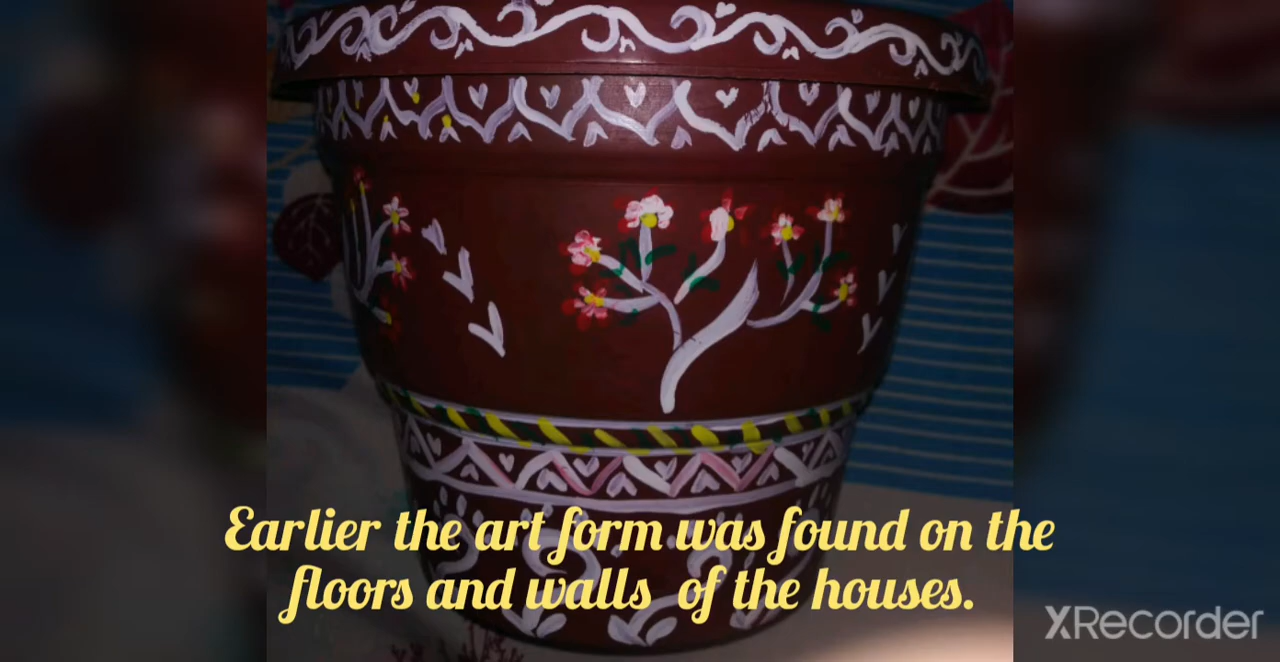 Earlier the art form was found on the
floors and walls of the houses.
XRecorder